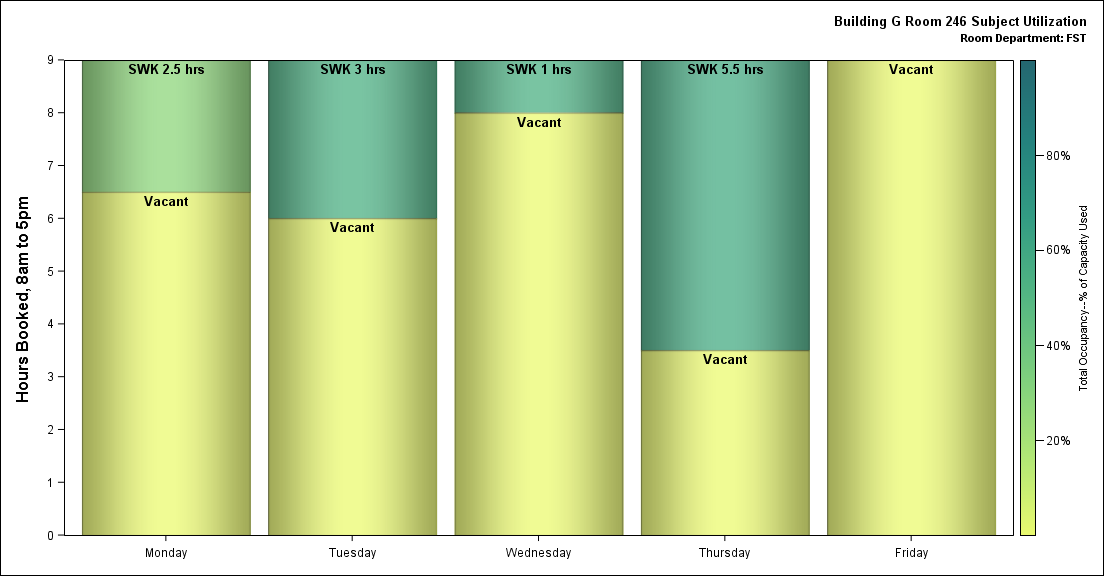 Building G Room 246 Subject Utilization
Room Department: FST
Hours Booked, 8am to 5pm
9
8
7
6
5
4
3
2
1
0
SWK 2.5 hrs
Vacant
SWK 3 hrs
Vacant
SWK 1 hrs
Vacant
SWK 5.5 hrs
Vacant
Vacant
Monday
Tuesday
Wednesday
Thursday
Friday
80%
60%
40%
20%
Total Occupancy--% of Capacity Used